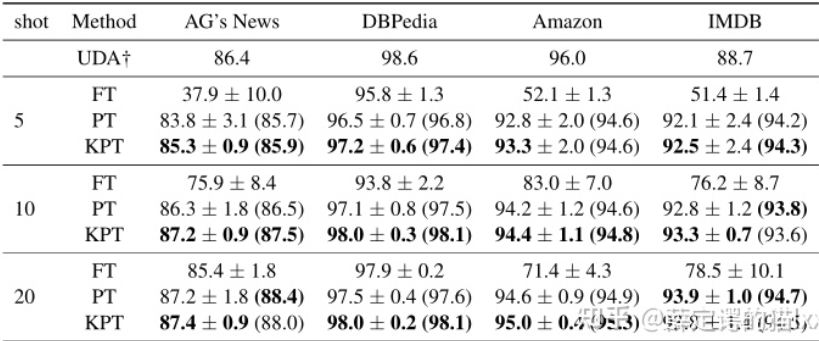 shot Method AG's News DBPedia Amazon IMDB
UDA† 86.4 98.6 96.0 88.7
FT 37.9 ± 10.0 95.8 ± 1.3 52.1 ± 1.3 51.4 ± 1.4
5 PT 83.8 ± 3.1 (85.7) 96.5 ± 0.7 (96.8) 92.8 ± 2.0 (94.6) 92.1 ± 2.4 (94.2)
KPT 85.3 ± 0.9 (85.9) 97.2 ± 0.6 (97.4) 93.3 ± 2.0 (94.6) 92.5 ± 2.4 (94.3)
FT 75.9 ± 8.4 93.8 ± 2.2 83.0 ± 7.0 76.2 ± 8.7
10 PT 86.3 ± 1.8 (86.5) 97.1 ± 0.8 (97.5) 94.2 ± 1.2 (94.6) 92.8 ± 1.2 (93.8)
KPT 87.2 ± 0.9 (87.5) 98.0 ± 0.3 (98.1) 94.4 ± 1.1 (94.8) 93.3 ± 0.7 (93.6)
FT 85.4 ± 1.8 97.9 ± 0.2 71.4 ± 4.3 78.5 ± 10.1
20 PT 87.2 ± 1.8 (88.4) 97.5 ± 0.4 (97.6) 94.6 ± 0.9 (94.9) 93.9 ± 1.0 (94.7)
KPT 87.4 ± 0.9 (88.0) 98.0 ± 0.2 (98.1) 95.0 ± 0.4 (95.3)
知乎 @薛定谔的猫